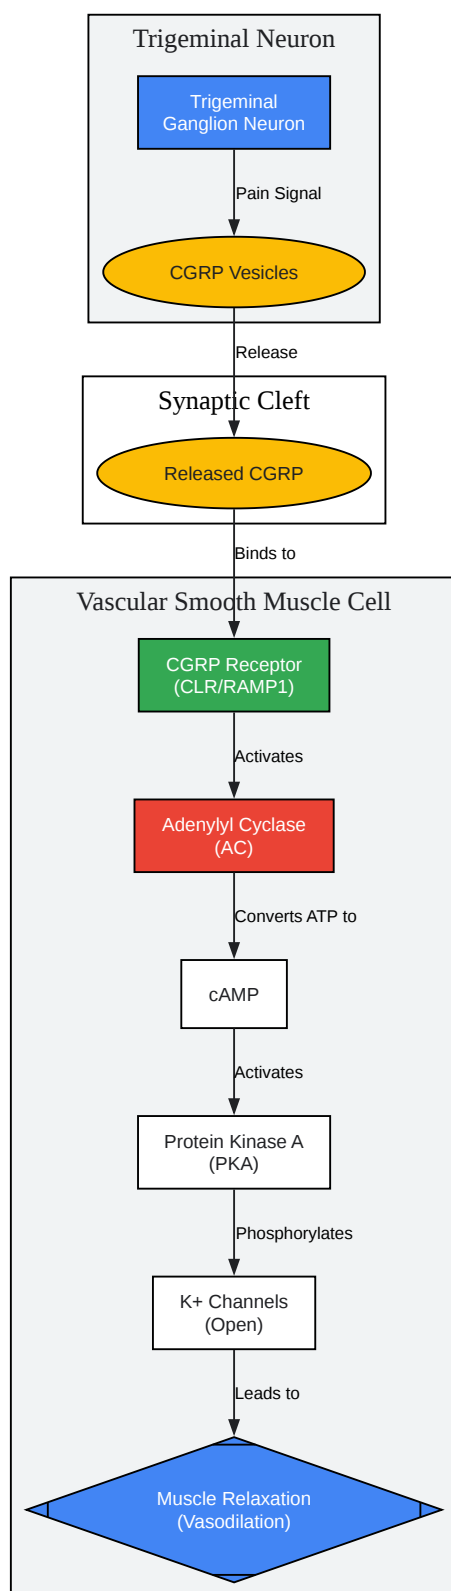 Trigeminal Neuron
Trigeminal
Ganglion Neuron
Pain Signal
CGRP Vesicles
Release
Synaptic Cleft
Released CGRP
Binds to
Vascular Smooth Muscle Cell
CGRP Receptor
(CLR/RAMP1)
Activates
Adenylyl Cyclase
(AC)
Converts ATP to
cAMP
Activates
Protein Kinase A
(PKA)
Phosphorylates
K+ Channels
(Open)
Leads to
Muscle Relaxation
(Vasodilation)